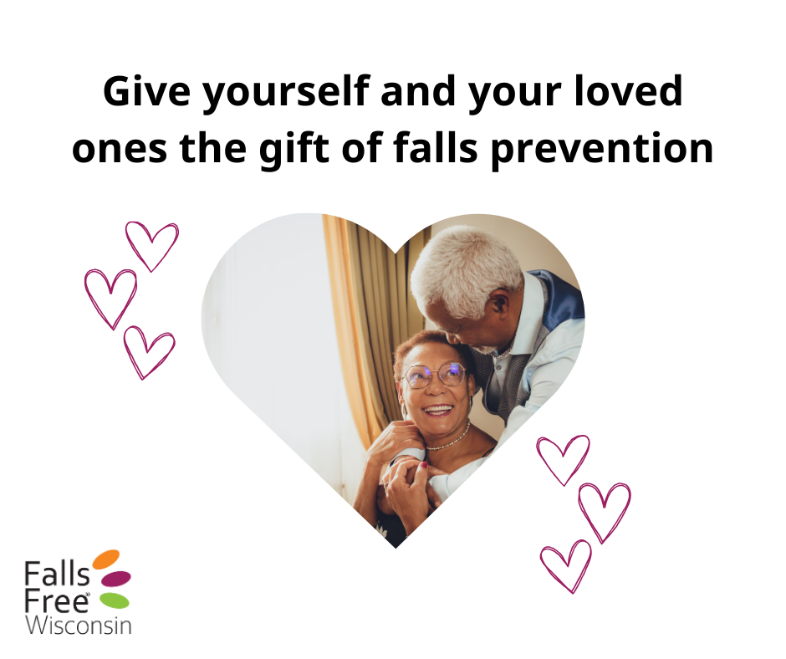 Give yourself and your loved
ones the gift of falls prevention
Falls
Free®
Wisconsin